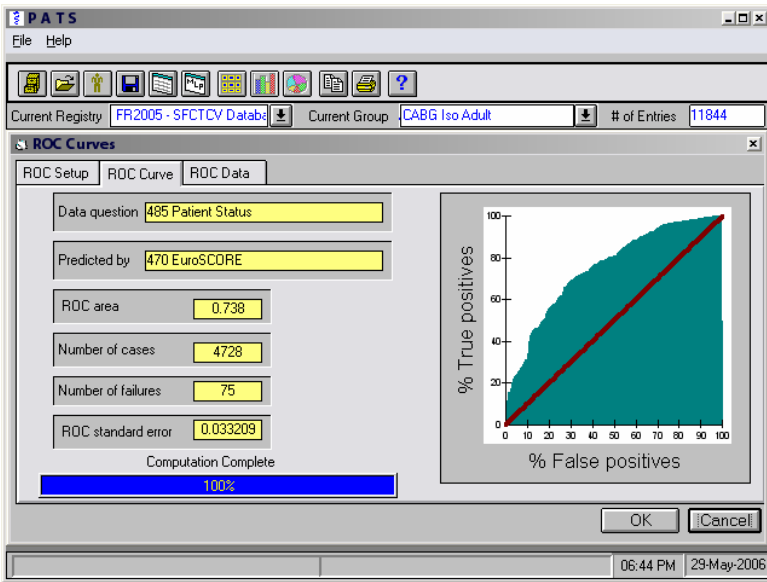 PATS
File Help
MLP
?
Current Registry FR2005 - SFCTCV Databa Current Group CABG Iso Adult # of Entries 11844
ROC Curves
ROC Setup ROC Curve ROC Data
Data question 485 Patient Status
Predicted by 470 EuroSCORE
ROC area 0.738
Number of cases 4728
Number of failures 75
ROC standard error 0.033209
Computation Complete
100%
% True positives
100
80
60
40
20
0
0 10 20 30 40 50 60 70 80 90 100
% False positives
OK Cancel
06:44 PM 29-May-2006